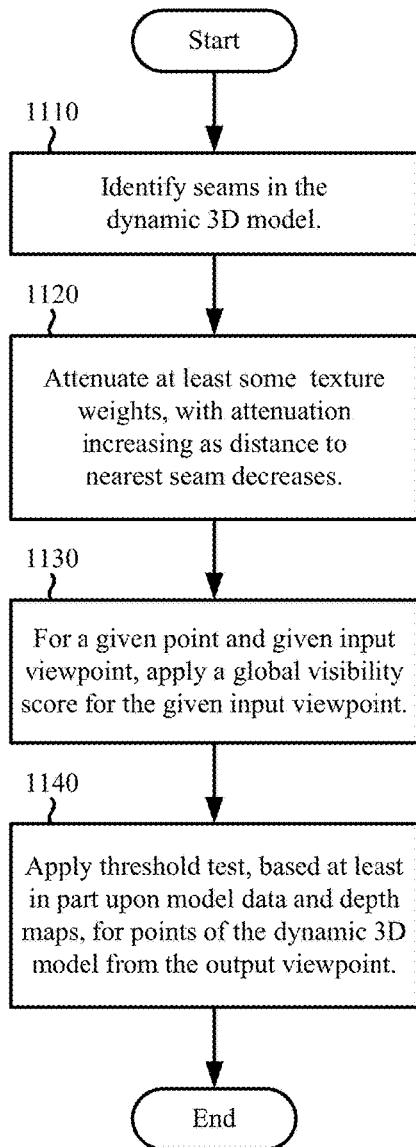 Start
1110
Identify seams in the
dynamic 3D model.
1120
Attenuate at least some texture
weights, with attenuation
increasing as distance to
nearest seam decreases.
1130
For a given point and given input
viewpoint, apply a global visibility
score for the given input viewpoint.
1140
Apply threshold test, based at least
in part upon model data and depth
maps, for points of the dynamic 3D
model from the output viewpoint.
End